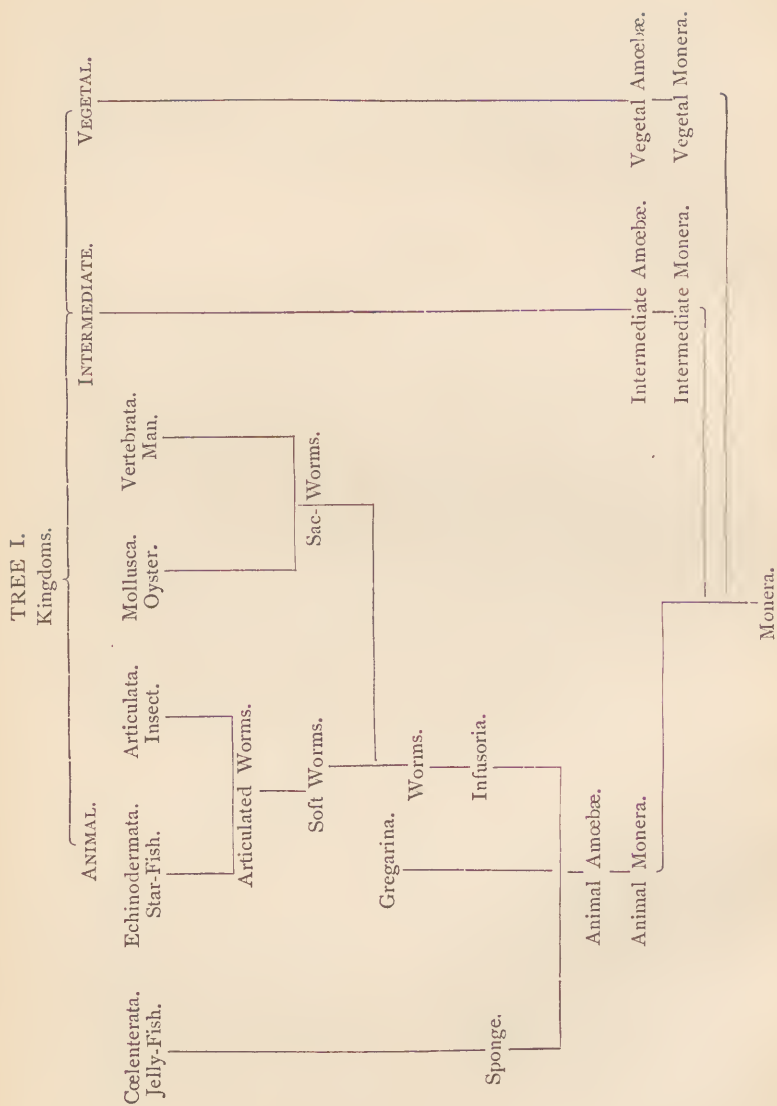 TREE I.
Kingdoms.
ANIMAL.
INTERMEDIATE.
VEGETAL.
Cœlenterata.
Jelly-Fish.
Echinodermata.
Star-Fish.
Articulata.
Insect.
Mollusca.
Oyster.
Vertebrata.
Man.
Articulated Worms.
Sac-Worms.
Soft Worms.
Gregarina.
Worms.
Infusoria.
Sponge.
Animal Amœbæ.
Animal Monera.
Intermediate Amœbæ.
Intermediate Monera.
Vegetal Amœbæ.
Vegetal Monera.
Monera.